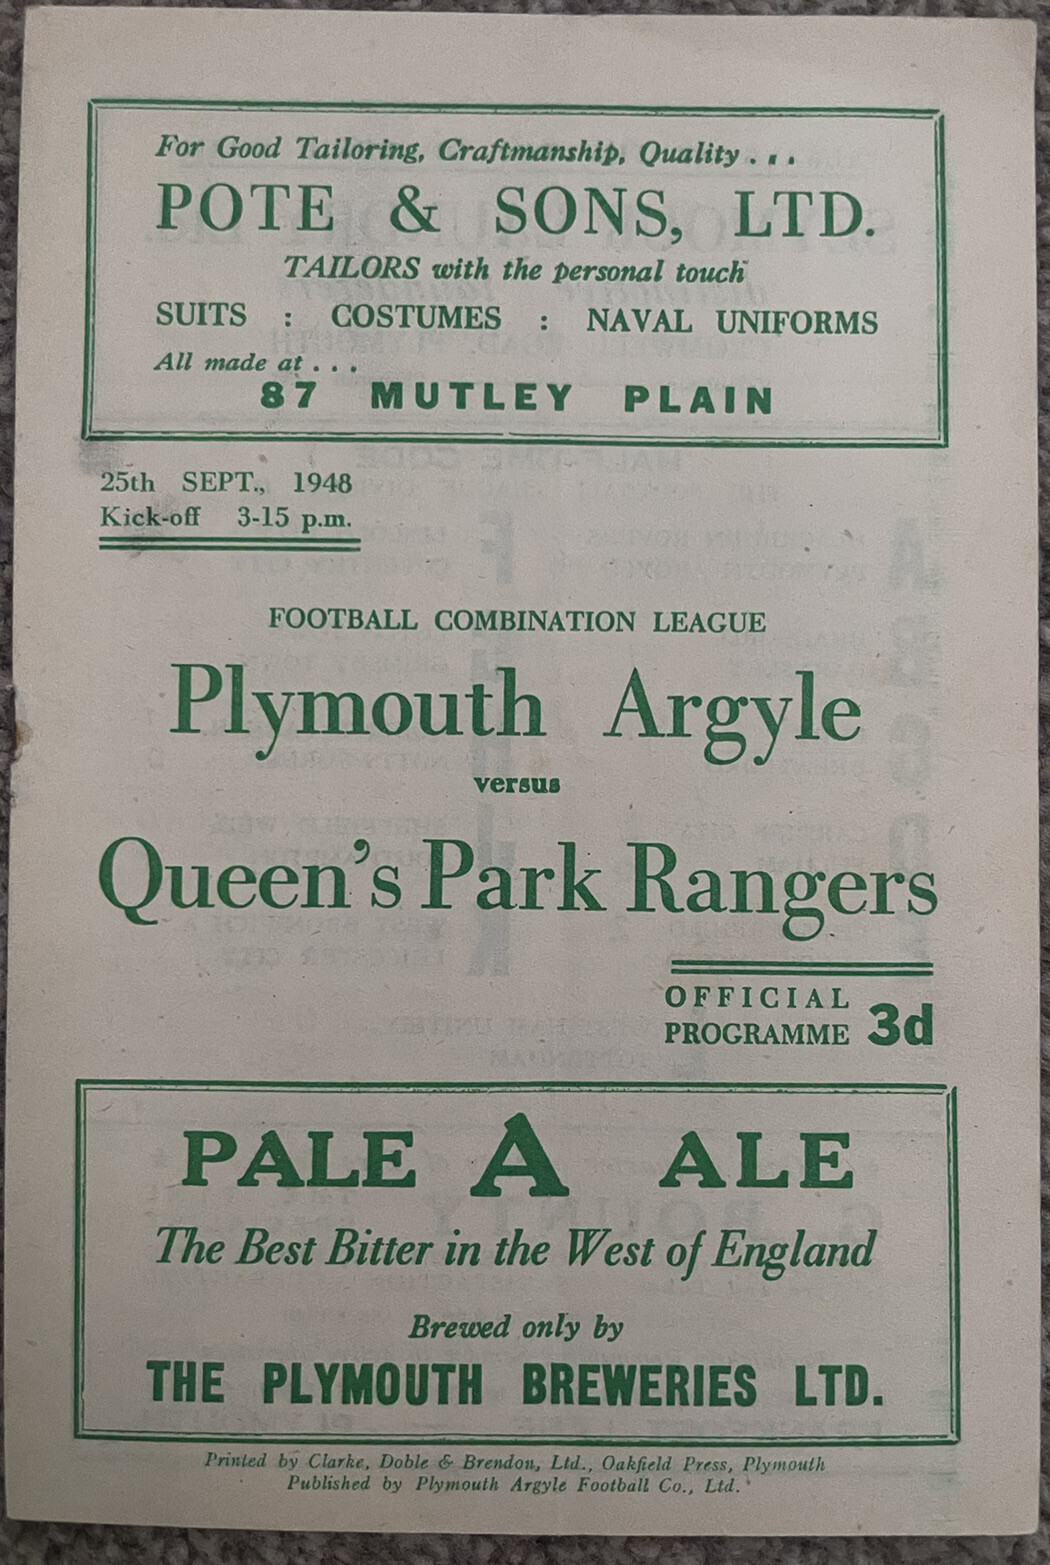 For Good Tailoring, Craftmanship, Quality . . .
POTE & SONS, LTD.
TAILORS with the personal touch
SUITS : COSTUMES : NAVAL UNIFORMS
All made at . . .
87 MUTLEY PLAIN
25th SEPT., 1948
Kick-off 3-15 p.m.
FOOTBALL COMBINATION LEAGUE
Plymouth Argyle
versus
Queen's Park Rangers
OFFICIAL
PROGRAMME 3d
PALE A ALE
The Best Bitter in the West of England
Brewed only by
THE PLYMOUTH BREWERIES LTD.
Printed by Clarke, Doble & Brendon, Ltd., Oakfield Press, Plymouth
Published by Plymouth Argyle Football Co., Ltd.